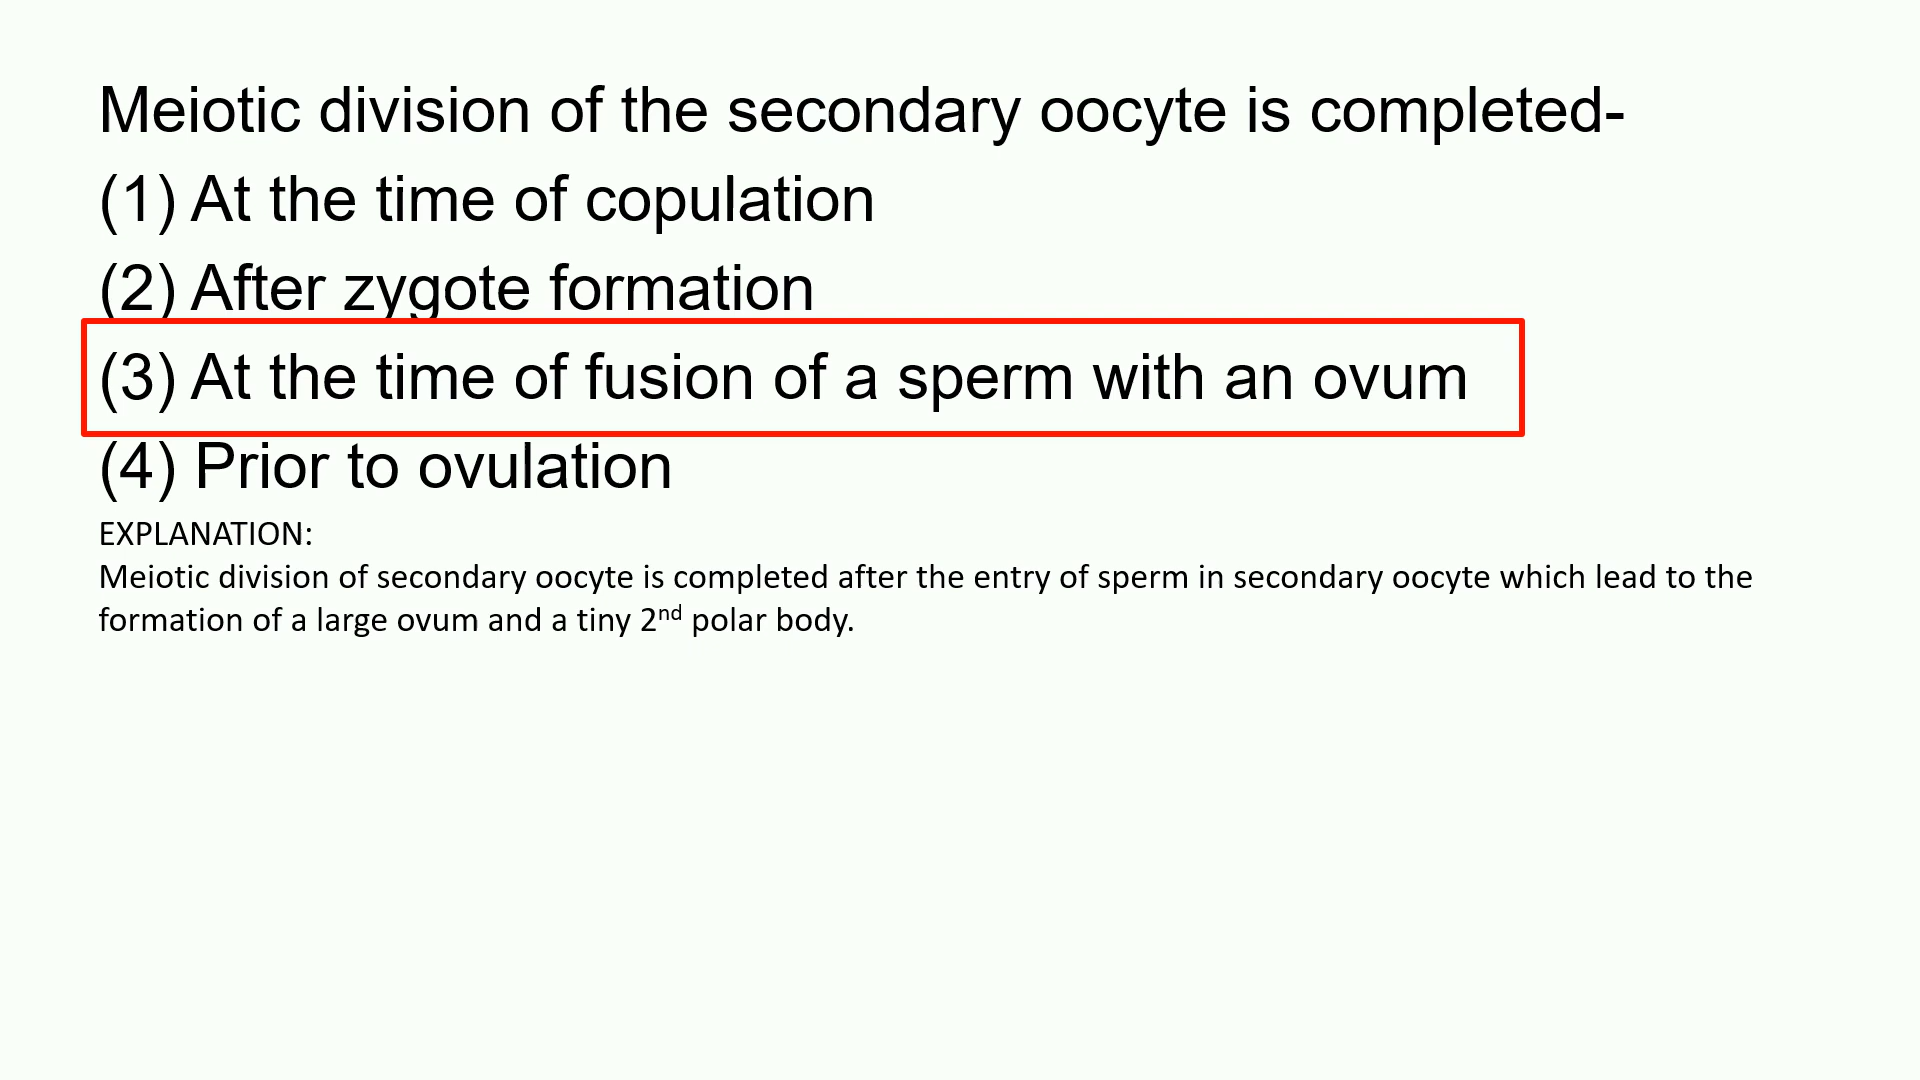 Meiotic division of the secondary oocyte is completed-
(1) At the time of copulation
(2) After zygote formation
(3) At the time of fusion of a sperm with an ovum
(4) Prior to ovulation
EXPLANATION:
Meiotic division of secondary oocyte is completed after the entry of sperm in secondary oocyte which lead to the
formation of a large ovum and a tiny 2nd polar body.